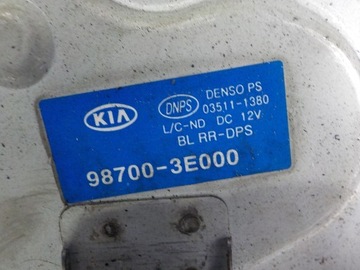 KIA
DNPS
DENSO PS
03511-1380
L/C-ND DC 12V
BL RR-DPS
98700-3E000